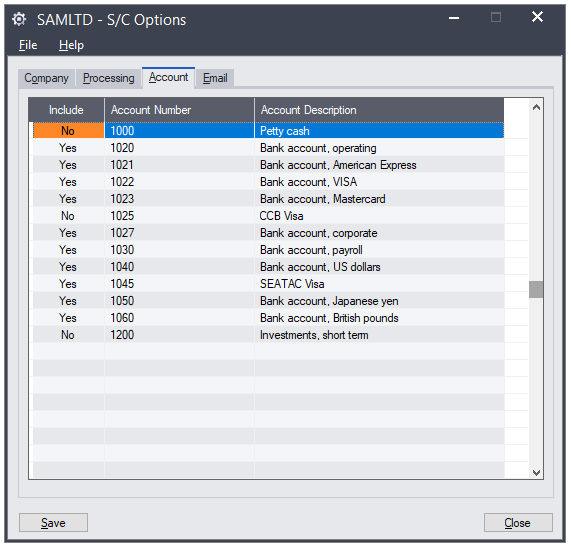 SAMLTD - S/C Options
File Help
Company Processing Account Email
Include Account Number Account Description
No 1000 Petty cash
Yes 1020 Bank account, operating
Yes 1021 Bank account, American Express
Yes 1022 Bank account, VISA
Yes 1023 Bank account, Mastercard
No 1025 CCB Visa
Yes 1027 Bank account, corporate
Yes 1030 Bank account, payroll
Yes 1040 Bank account, US dollars
Yes 1045 SEATAC Visa
Yes 1050 Bank account, Japanese yen
Yes 1060 Bank account, British pounds
No 1200 Investments, short term
Save Close